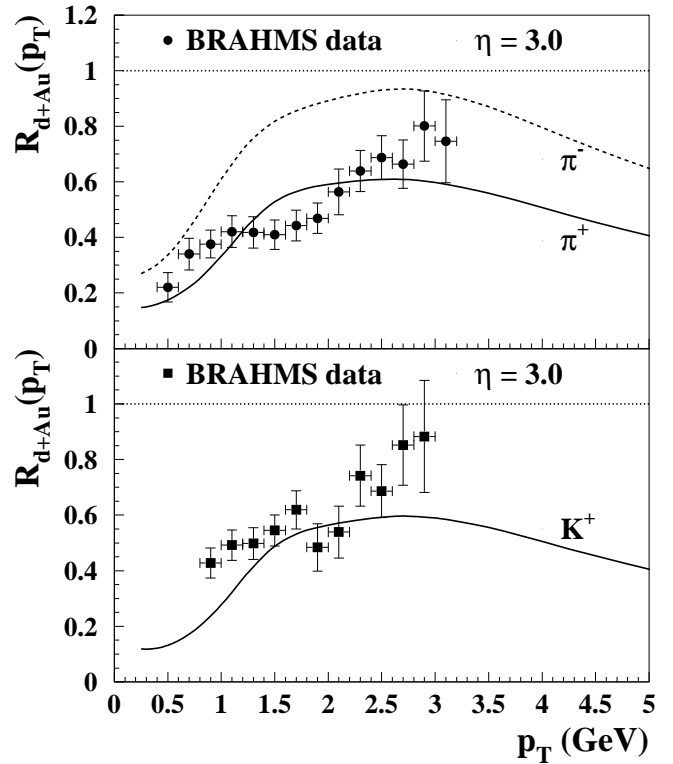 R_{d+Au}(p_T)
1.2
● BRAHMS data η = 3.0
1
0.8
π^-
0.6
π^+
0.4
0.2
0
R_{d+Au}(p_T)
■ BRAHMS data η = 3.0
1
0.8
0.6
K^+
0.4
0.2
0
0 0.5 1 1.5 2 2.5 3 3.5 4 4.5 5
p_T (GeV)